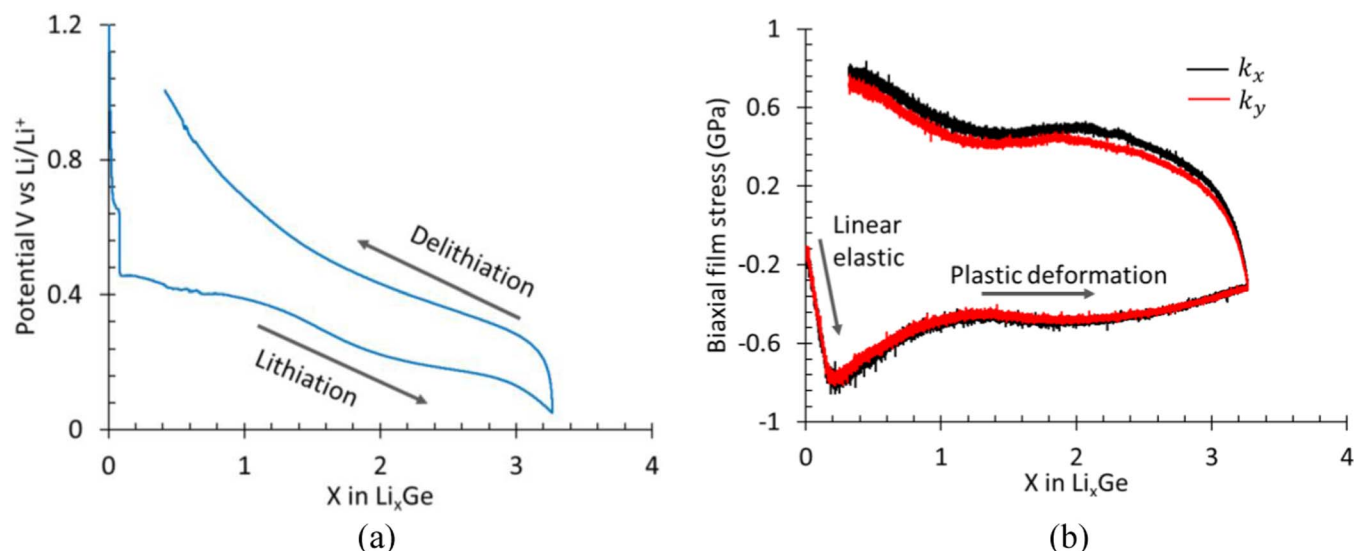 1.2
0.8
0.4
0
Potential V vs Li/Li⁺
Delithiation
Lithiation
0 1 2 3 4
X in LiₓGe
(a)
1
0.6
0.2
-0.2
-0.6
-1
Biaxial film stress (GPa)
kₓ
k_y
Linear
elastic
Plastic deformation
0 1 2 3 4
X in LiₓGe
(b)